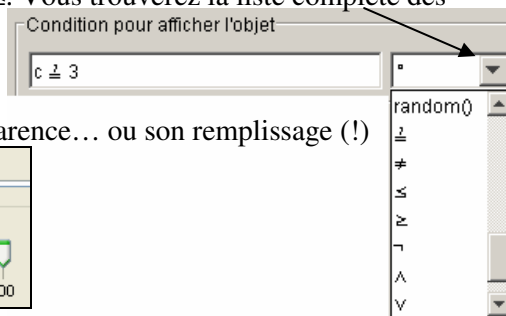 . Vous trouverez la liste complète des
Condition pour afficher l'objet
c ≟ 3
°
random()
≟
≠
≤
≥
¬
∧
∨
arence… ou son remplissage (!)
00